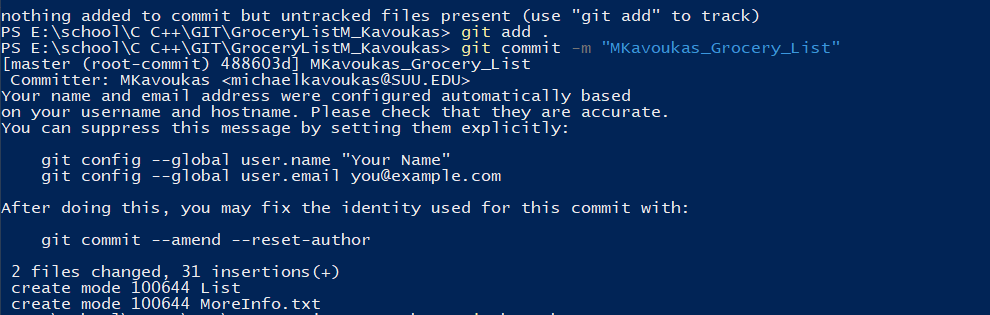 nothing added to commit but untracked files present (use "git add" to track)
PS E:\school\C C++\GIT\GroceryListM_Kavoukas> git add .
PS E:\school\C C++\GIT\GroceryListM_Kavoukas> git commit -m "MKavoukas_Grocery_List"
[master (root-commit) 488603d] MKavoukas_Grocery_List
 Committer: MKavoukas <michaelkavoukas@SUU.EDU>
Your name and email address were configured automatically based
on your username and hostname. Please check that they are accurate.
You can suppress this message by setting them explicitly:

    git config --global user.name "Your Name"
    git config --global user.email you@example.com

After doing this, you may fix the identity used for this commit with:

    git commit --amend --reset-author

 2 files changed, 31 insertions(+)
 create mode 100644 List
 create mode 100644 MoreInfo.txt